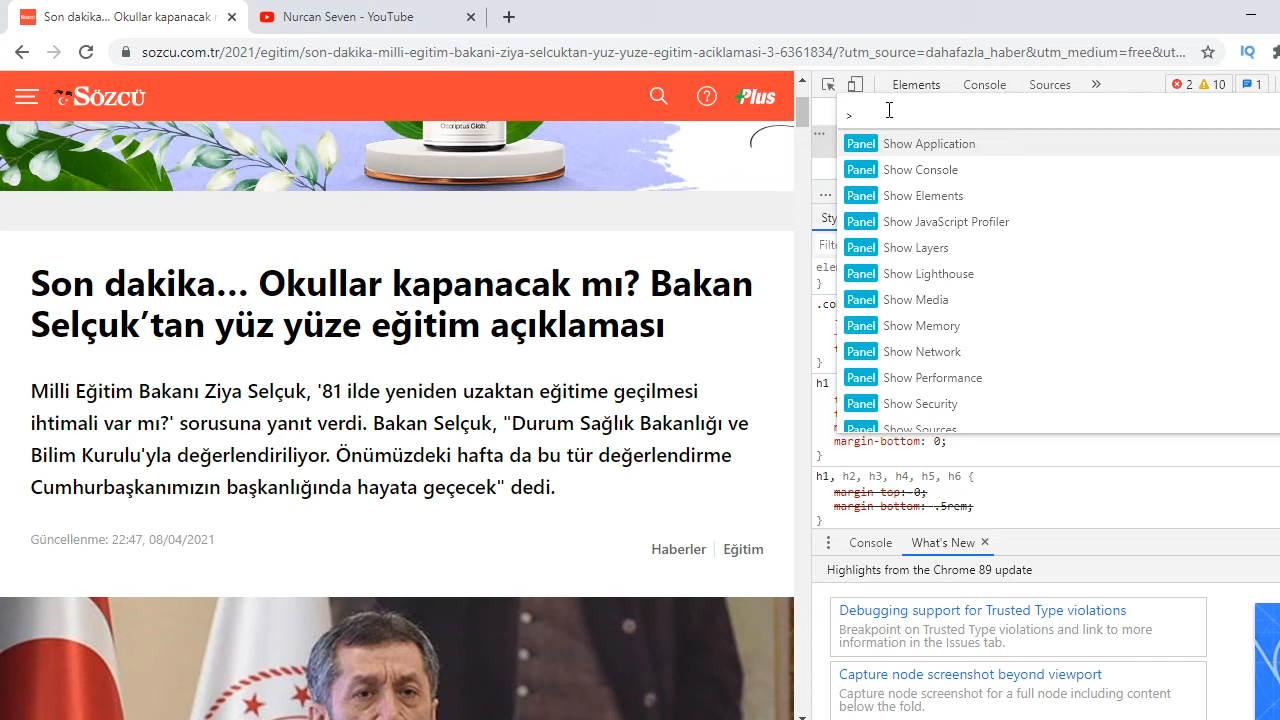 Son dakika... Okullar kapanacak
Nurcan Seven - YouTube
sozcu.com.tr/2021/egitim/son-dakika-milli-egitim-bakani-ziya-selcuktan-yuz-yuze-egitim-aciklamasi-3-6361834/?utm_source=dahafazla_haber&utm_medium=free&ut...
IQ
SÖZCÜ
+Plus
Elements
Console
Sources
2
10
1
>
Panel Show Application
Panel Show Console
Panel Show Elements
Panel Show JavaScript Profiler
Panel Show Layers
Panel Show Lighthouse
Panel Show Media
Panel Show Memory
Panel Show Network
Panel Show Performance
Panel Show Security
Panel Show Sources
Son dakika… Okullar kapanacak mı? Bakan
Selçuk’tan yüz yüze eğitim açıklaması
Milli Eğitim Bakanı Ziya Selçuk, '81 ilde yeniden uzaktan eğitime geçilmesi
ihtimali var mı?' sorusuna yanıt verdi. Bakan Selçuk, "Durum Sağlık Bakanlığı ve
Bilim Kurulu'yla değerlendiriliyor. Önümüzdeki hafta da bu tür değerlendirme
Cumhurbaşkanımızın başkanlığında hayata geçecek" dedi.
Güncellenme: 22:47, 08/04/2021
Haberler
Eğitim
h1
margin-bottom: 0;
}
h1, h2, h3, h4, h5, h6 {
margin-top: 0;
margin-bottom: .5rem;
}
Console
What's New
Highlights from the Chrome 89 update
Debugging support for Trusted Type violations
Breakpoint on Trusted Type violations and link to more
information in the Issues tab.
Capture node screenshot beyond viewport
Capture node screenshot for a full node including content
below the fold.